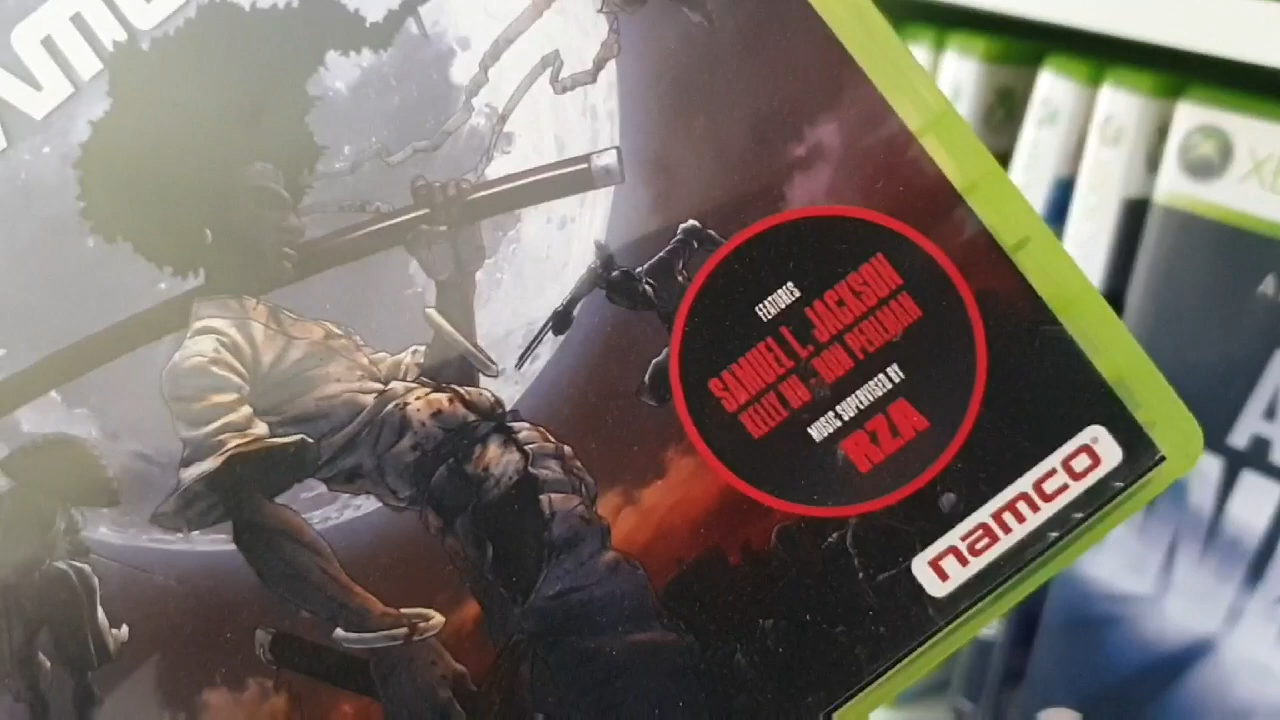 FEATURES
SAMUEL L. JACKSON
KELLY HU - RON PERLMAN
MUSIC SUPERVISED BY
RZA
namco